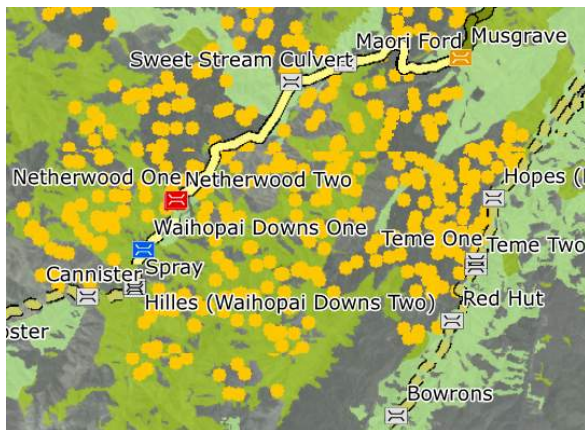 Maori Ford
Musgrave
Sweet Stream Culvert
Netherwood One
Netherwood Two
Hopes (
Waihopai Downs One
Teme One
Teme Two
Cannister
Spray
Hilles (Waihopai Downs Two)
Red Hut
oster
Bowrons